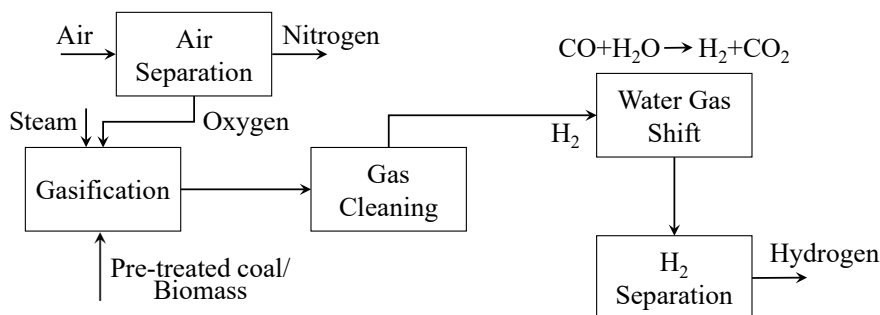 Air
Air
Separation
Nitrogen
CO+H₂O→H₂+CO₂
Water Gas
Shift
Steam
Oxygen
H₂
Gasification
Gas
Cleaning
Pre-treated coal/
Biomass
H₂
Separation
Hydrogen